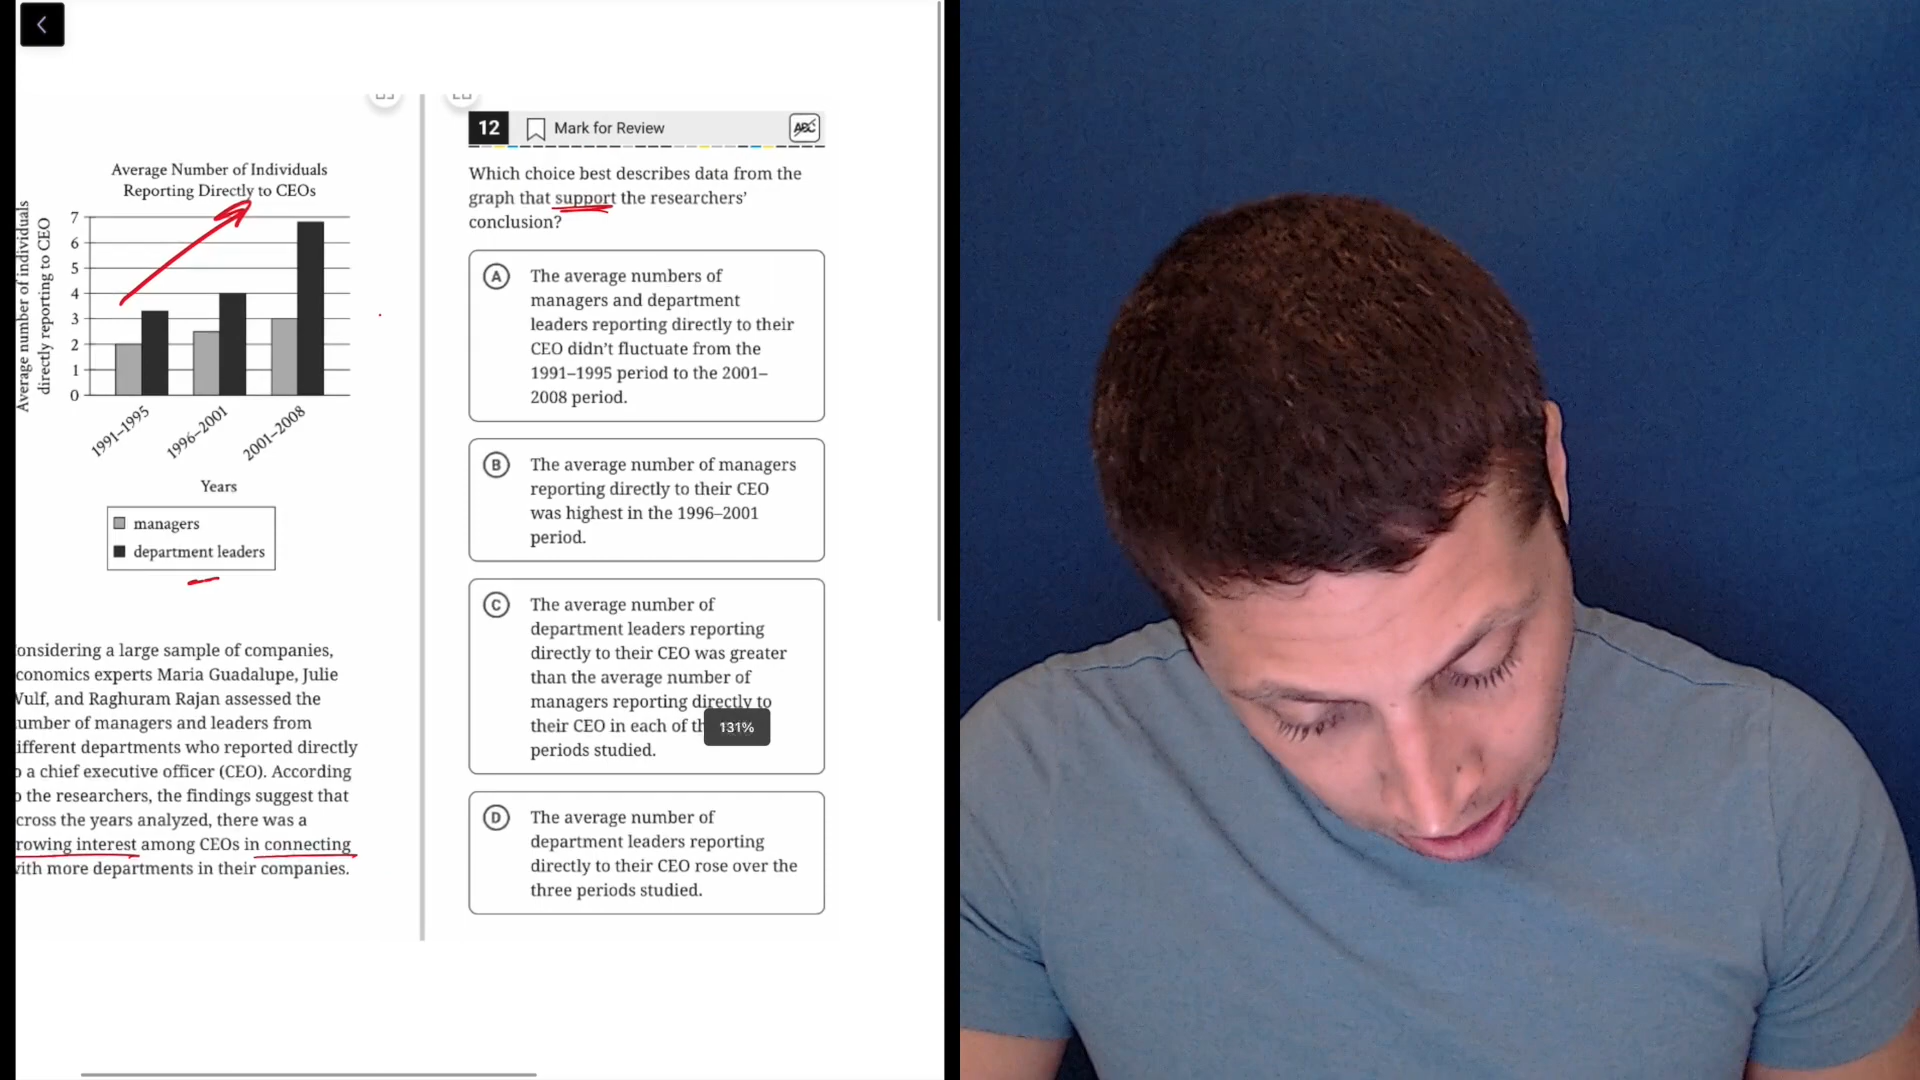 Average Number of Individuals
Reporting Directly to CEOs
Average number of individuals
directly reporting to CEO
7
6
5
4
3
2
1
0
1991–1995
1996–2001
2001–2008
Years
managers
department leaders
onsidering a large sample of companies,
conomics experts Maria Guadalupe, Julie
Wulf, and Raghuram Rajan assessed the
umber of managers and leaders from
ifferent departments who reported directly
o a chief executive officer (CEO). According
o the researchers, the findings suggest that
cross the years analyzed, there was a
rowing interest among CEOs in connecting
with more departments in their companies.
12 Mark for Review ABC
Which choice best describes data from the
graph that support the researchers’
conclusion?
A The average numbers of
managers and department
leaders reporting directly to their
CEO didn’t fluctuate from the
1991–1995 period to the 2001–
2008 period.
B The average number of managers
reporting directly to their CEO
was highest in the 1996–2001
period.
C The average number of
department leaders reporting
directly to their CEO was greater
than the average number of
managers reporting directly to
their CEO in each of th
periods studied.
131%
D The average number of
department leaders reporting
directly to their CEO rose over the
three periods studied.